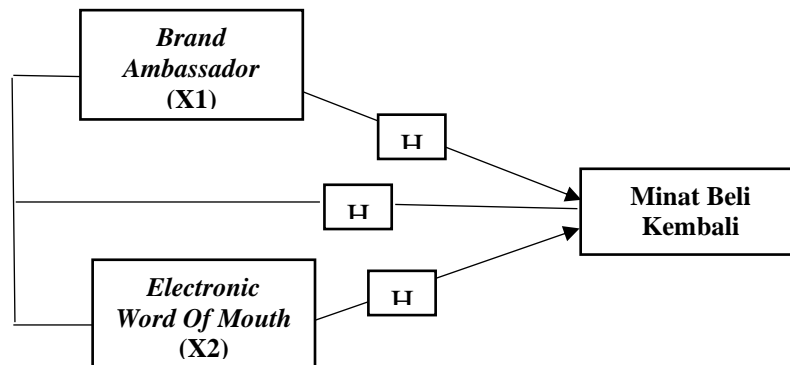 Brand
Ambassador
(X1)
H
H
Minat Beli
Kembali
Electronic
Word Of Mouth
(X2)
H